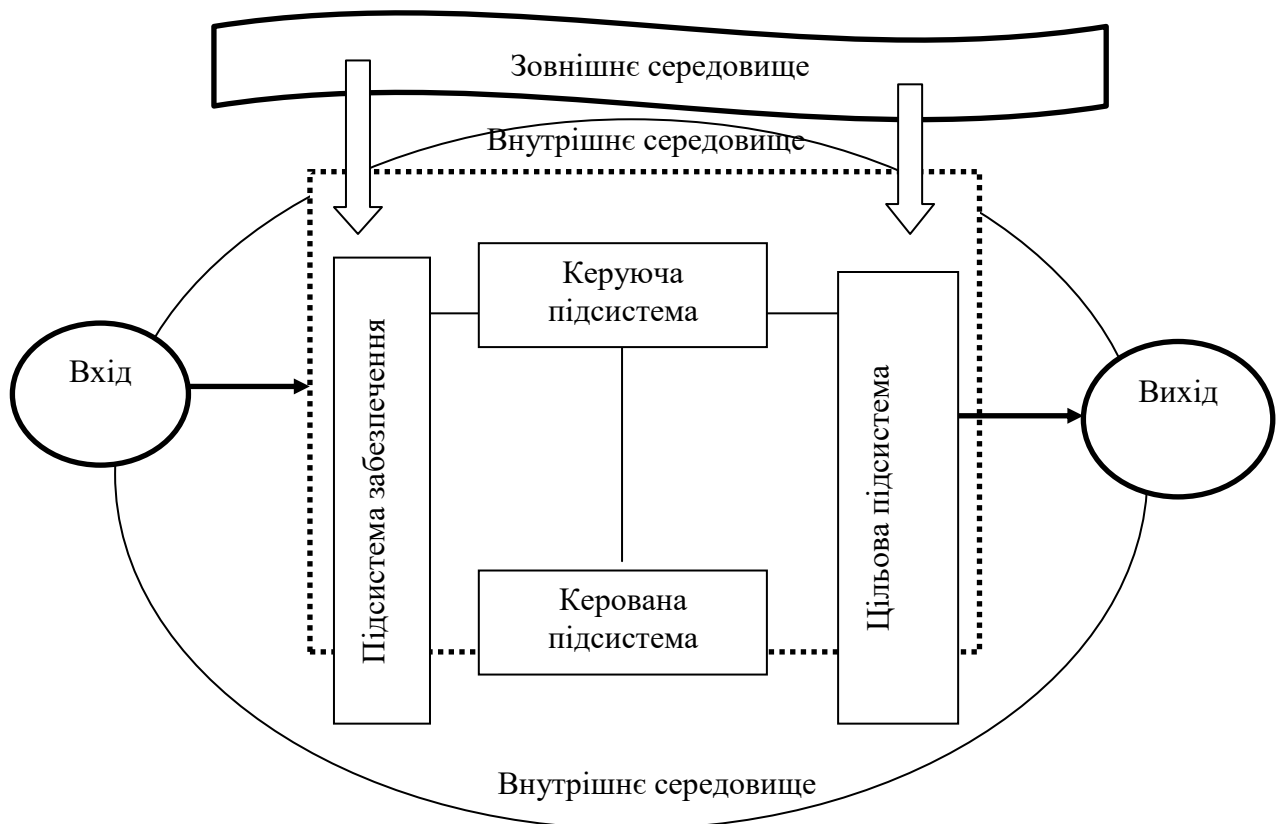 Зовнішнє середовище
Внутрішнє середовище
Керуюча
підсистема
Вхід
Підсистема забезпечення
Цільова підсистема
Вихід
Керована
підсистема
Внутрішнє середовище